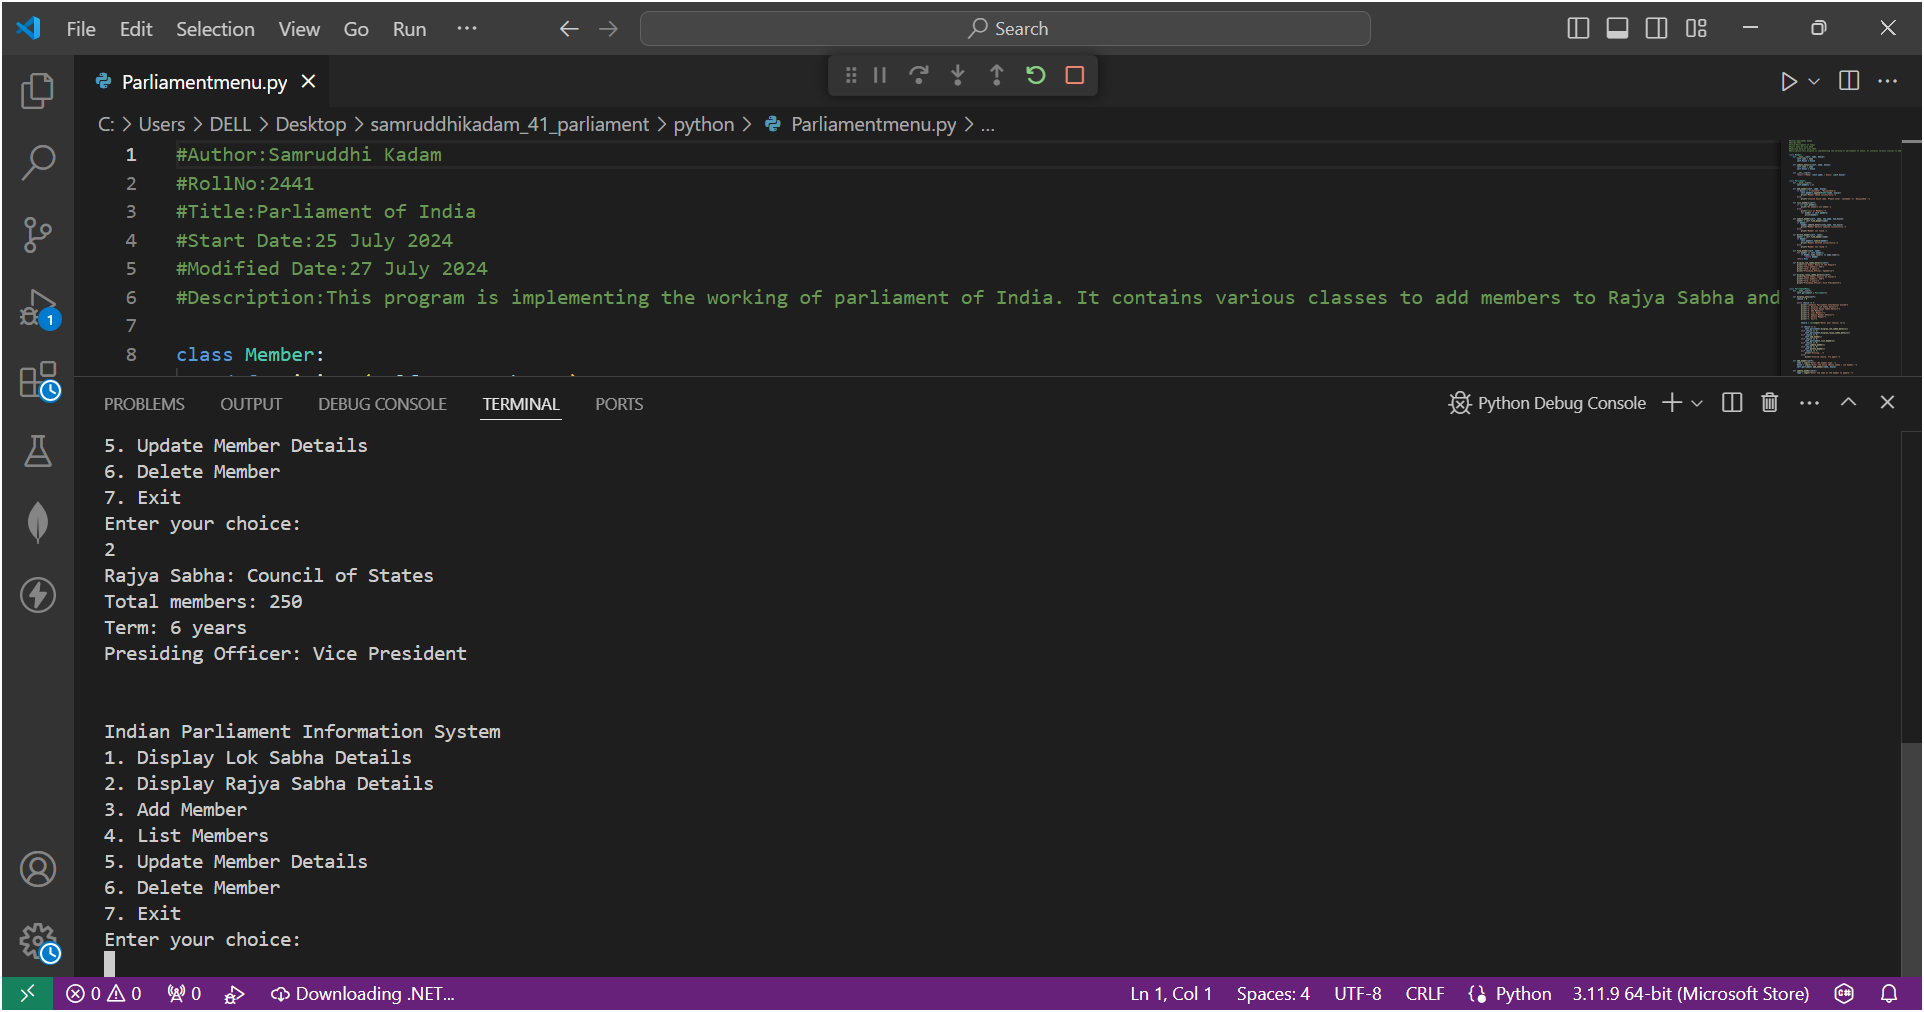 File Edit Selection View Go Run ··· Search
Parliamentmenu.py
C: > Users > DELL > Desktop > samruddhikadam_41_parliament > python > Parliamentmenu.py > ...
1 #Author:Samruddhi Kadam
2 #RollNo:2441
3 #Title:Parliament of India
4 #Start Date:25 July 2024
5 #Modified Date:27 July 2024
6 #Description:This program is implementing the working of parliament of India. It contains various classes to add members to Rajya Sabha and
7
8 class Member:
PROBLEMS OUTPUT DEBUG CONSOLE TERMINAL PORTS Python Debug Console
5. Update Member Details
6. Delete Member
7. Exit
Enter your choice:
2
Rajya Sabha: Council of States
Total members: 250
Term: 6 years
Presiding Officer: Vice President
Indian Parliament Information System
1. Display Lok Sabha Details
2. Display Rajya Sabha Details
3. Add Member
4. List Members
5. Update Member Details
6. Delete Member
7. Exit
Enter your choice:
1
0 0 0 Downloading .NET... Ln 1, Col 1 Spaces: 4 UTF-8 CRLF Python 3.11.9 64-bit (Microsoft Store)